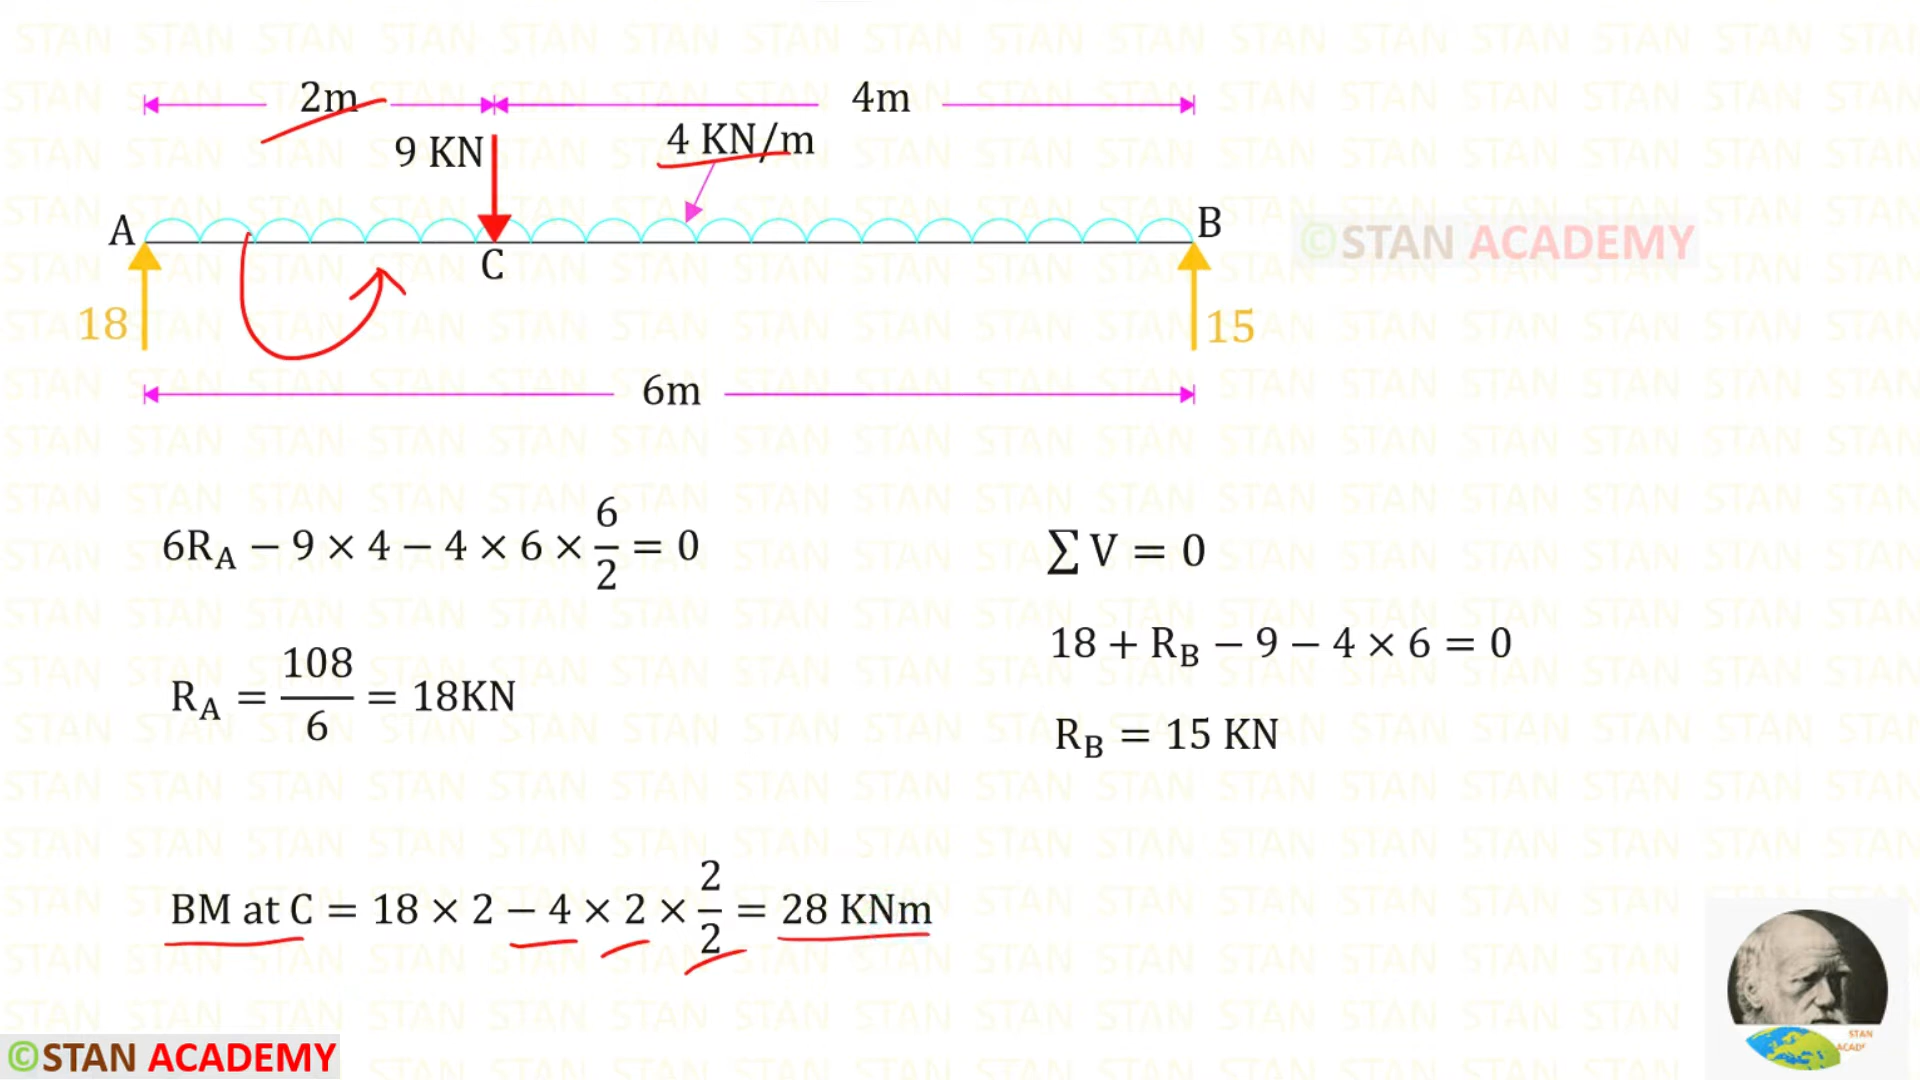 2m
4m
9 KN
4 KN/m
A
B
C
©STAN ACADEMY
18
15
6m
6R_A − 9 × 4 − 4 × 6 × 6/2 = 0
∑ V = 0
18 + R_B − 9 − 4 × 6 = 0
R_A = 108/6 = 18KN
R_B = 15 KN
BM at C = 18 × 2 − 4 × 2 × 2/2 = 28 KNm
©STAN ACADEMY
STAN